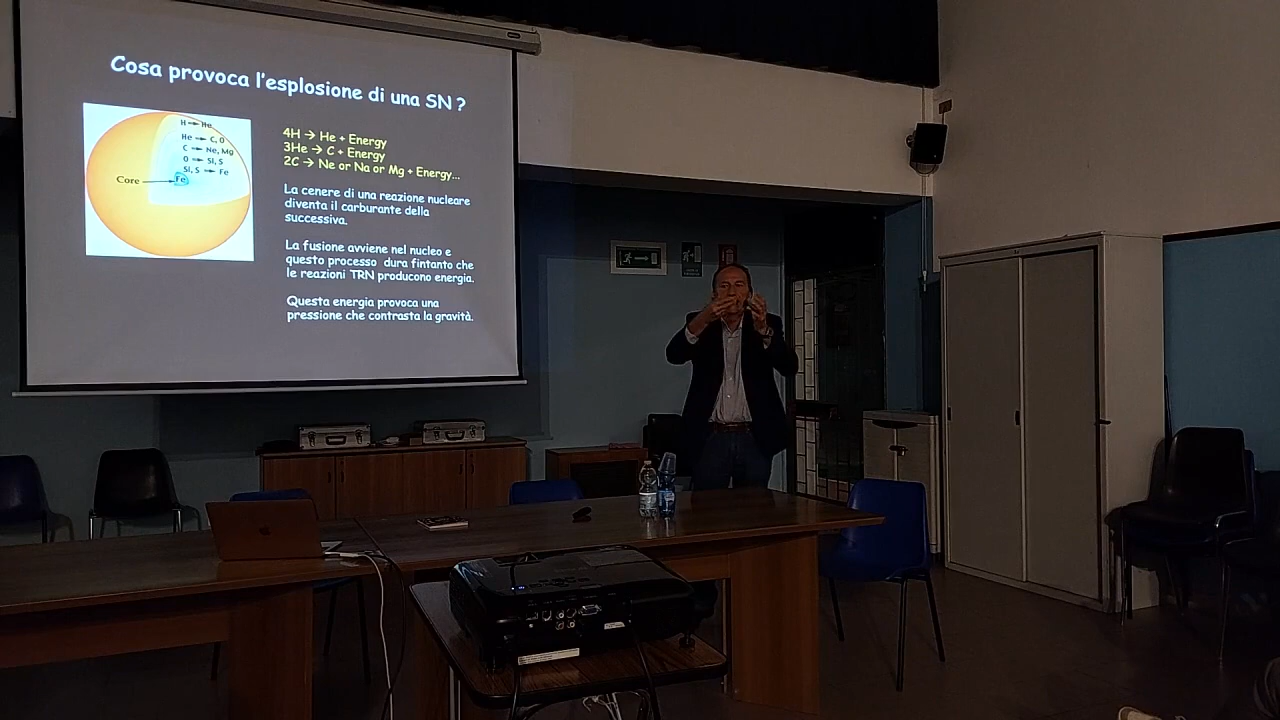 Cosa provoca l'esplosione di una SN ?
H → He
He → C, O
C → Ne, Mg
O → Si, S
Si, S → Fe
Core
Fe
4H → He + Energy
3He → C + Energy
2C → Ne or Na or Mg + Energy...
La cenere di una reazione nucleare
diventa il carburante della
successiva.
La fusione avviene nel nucleo e
questo processo dura fintanto che
le reazioni TRN producono energia.
Questa energia provoca una
pressione che contrasta la gravità.